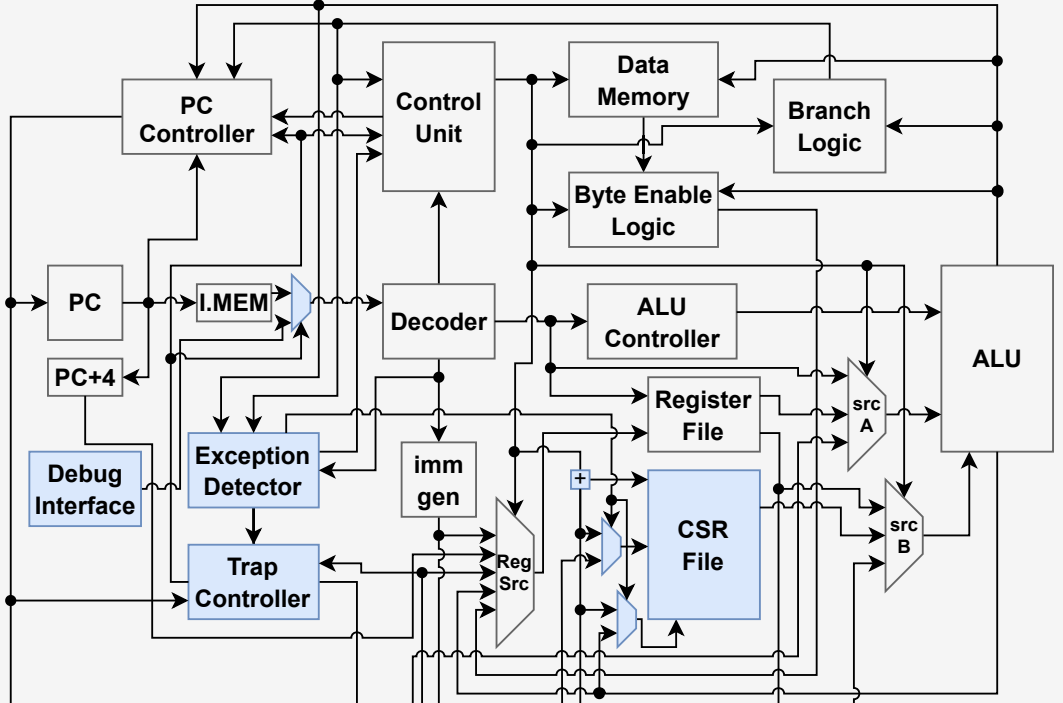 PC
Controller
Control
Unit
Data
Memory
Branch
Logic
Byte Enable
Logic
PC
I.MEM
Decoder
ALU
Controller
ALU
PC+4
Register
File
src
A
Exception
Detector
Debug
Interface
imm
gen
+
CSR
File
src
B
Trap
Controller
Reg
Src